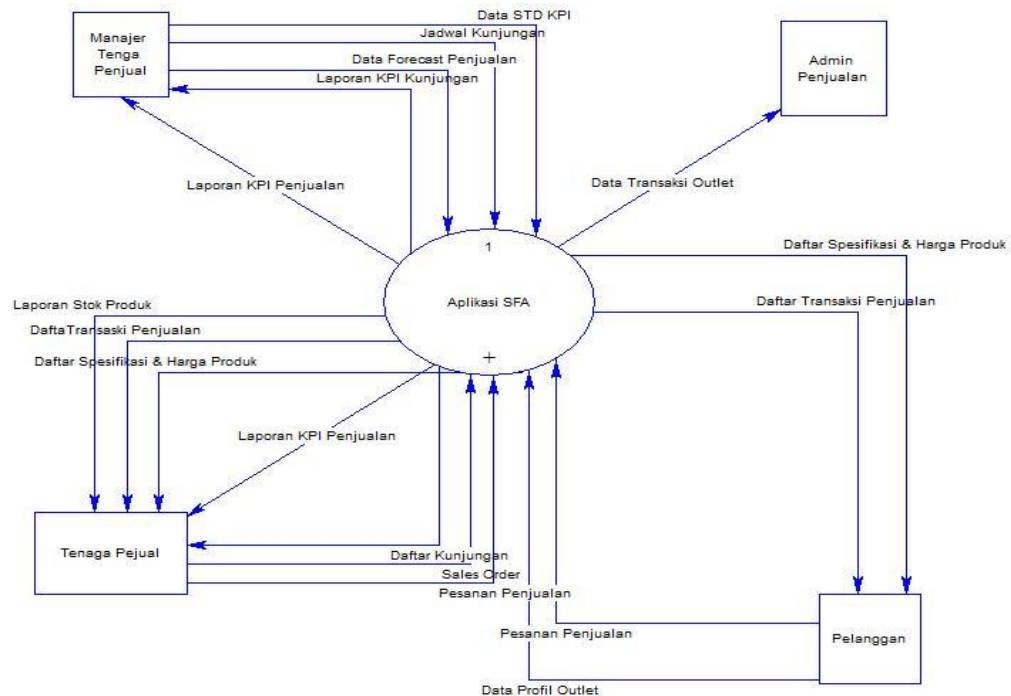 Data STD KPI
Jadwal Kunjungan
Data Forecast Penjualan
Laporan KPI Kunjungan
Manajer
Tenga
Penjual
Admin
Penjualan
Laporan KPI Penjualan
Data Transaksi Outlet
1
Aplikasi SFA
+
Daftar Spesifikasi & Harga Produk
Daftar Transaksi Penjualan
Laporan Stok Produk
DaftaTransaski Penjualan
Daftar Spesifikasi & Harga Produk
Laporan KPI Penjualan
Tenaga Pejual
Daftar Kunjungan
Sales Order
Pesanan Penjualan
Pesanan Penjualan
Pelanggan
Data Profil Outlet